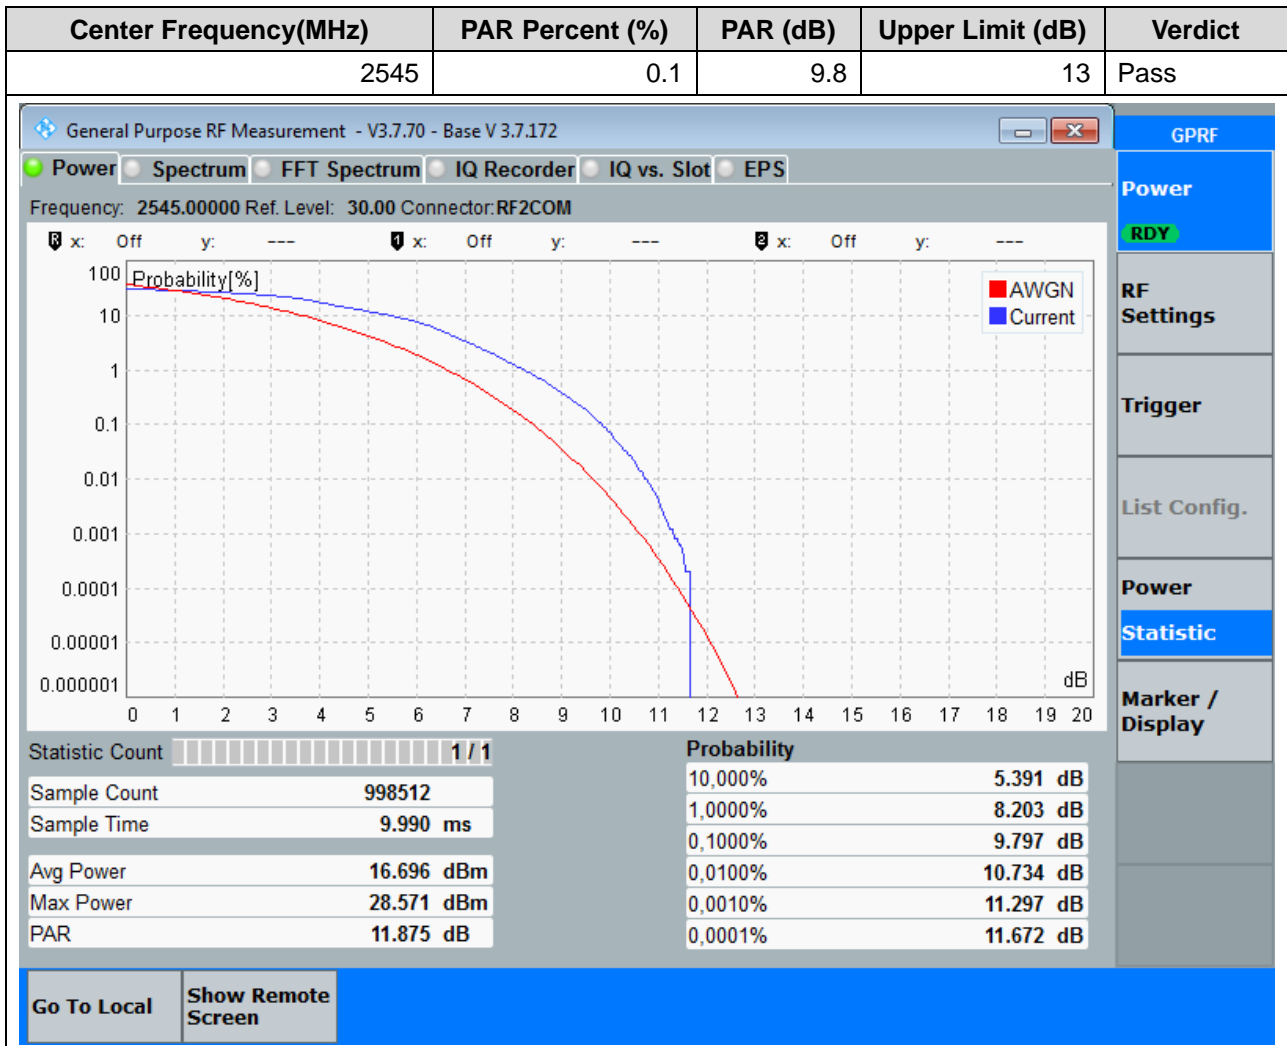 Center Frequency(MHz) PAR Percent (%) PAR (dB) Upper Limit (dB) Verdict
2545 0.1 9.8 13 Pass
General Purpose RF Measurement - V3.7.70 - Base V 3.7.172
GPRF
Power Spectrum FFT Spectrum IQ Recorder IQ vs. Slot EPS
Frequency: 2545.00000 Ref. Level: 30.00 Connector:RF2COM
Power
RDY
R x: Off y: --- 1 x: Off y: --- 2 x: Off y: ---
Probability[%]
100
10
1
0.1
0.01
0.001
0.0001
0.00001
0.000001
AWGN
Current
dB
0 1 2 3 4 5 6 7 8 9 10 11 12 13 14 15 16 17 18 19 20
RF
Settings
Trigger
List Config.
Power
Statistic
Marker /
Display
Statistic Count 1 / 1
Sample Count 998512
Sample Time 9.990 ms
Avg Power 16.696 dBm
Max Power 28.571 dBm
PAR 11.875 dB
Probability
10,000% 5.391 dB
1,0000% 8.203 dB
0,1000% 9.797 dB
0,0100% 10.734 dB
0,0010% 11.297 dB
0,0001% 11.672 dB
Go To Local
Show Remote
Screen